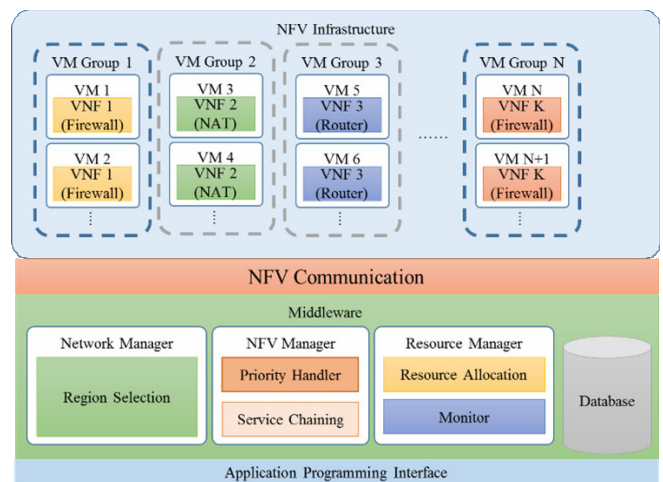 NFV Infrastructure
VM Group 1
VM 1
VNF 1
(Firewall)
VM 2
VNF 1
(Firewall)
VM Group 2
VM 3
VNF 2
(NAT)
VM 4
VNF 2
(NAT)
VM Group 3
VM 5
VNF 3
(Router)
VM 6
VNF 3
(Router)
......
VM Group N
VM N
VNF K
(Firewall)
VM N+1
VNF K
(Firewall)
NFV Communication
Middleware
Network Manager
Region Selection
NFV Manager
Priority Handler
Service Chaining
Resource Manager
Resource Allocation
Monitor
Database
Application Programming Interface